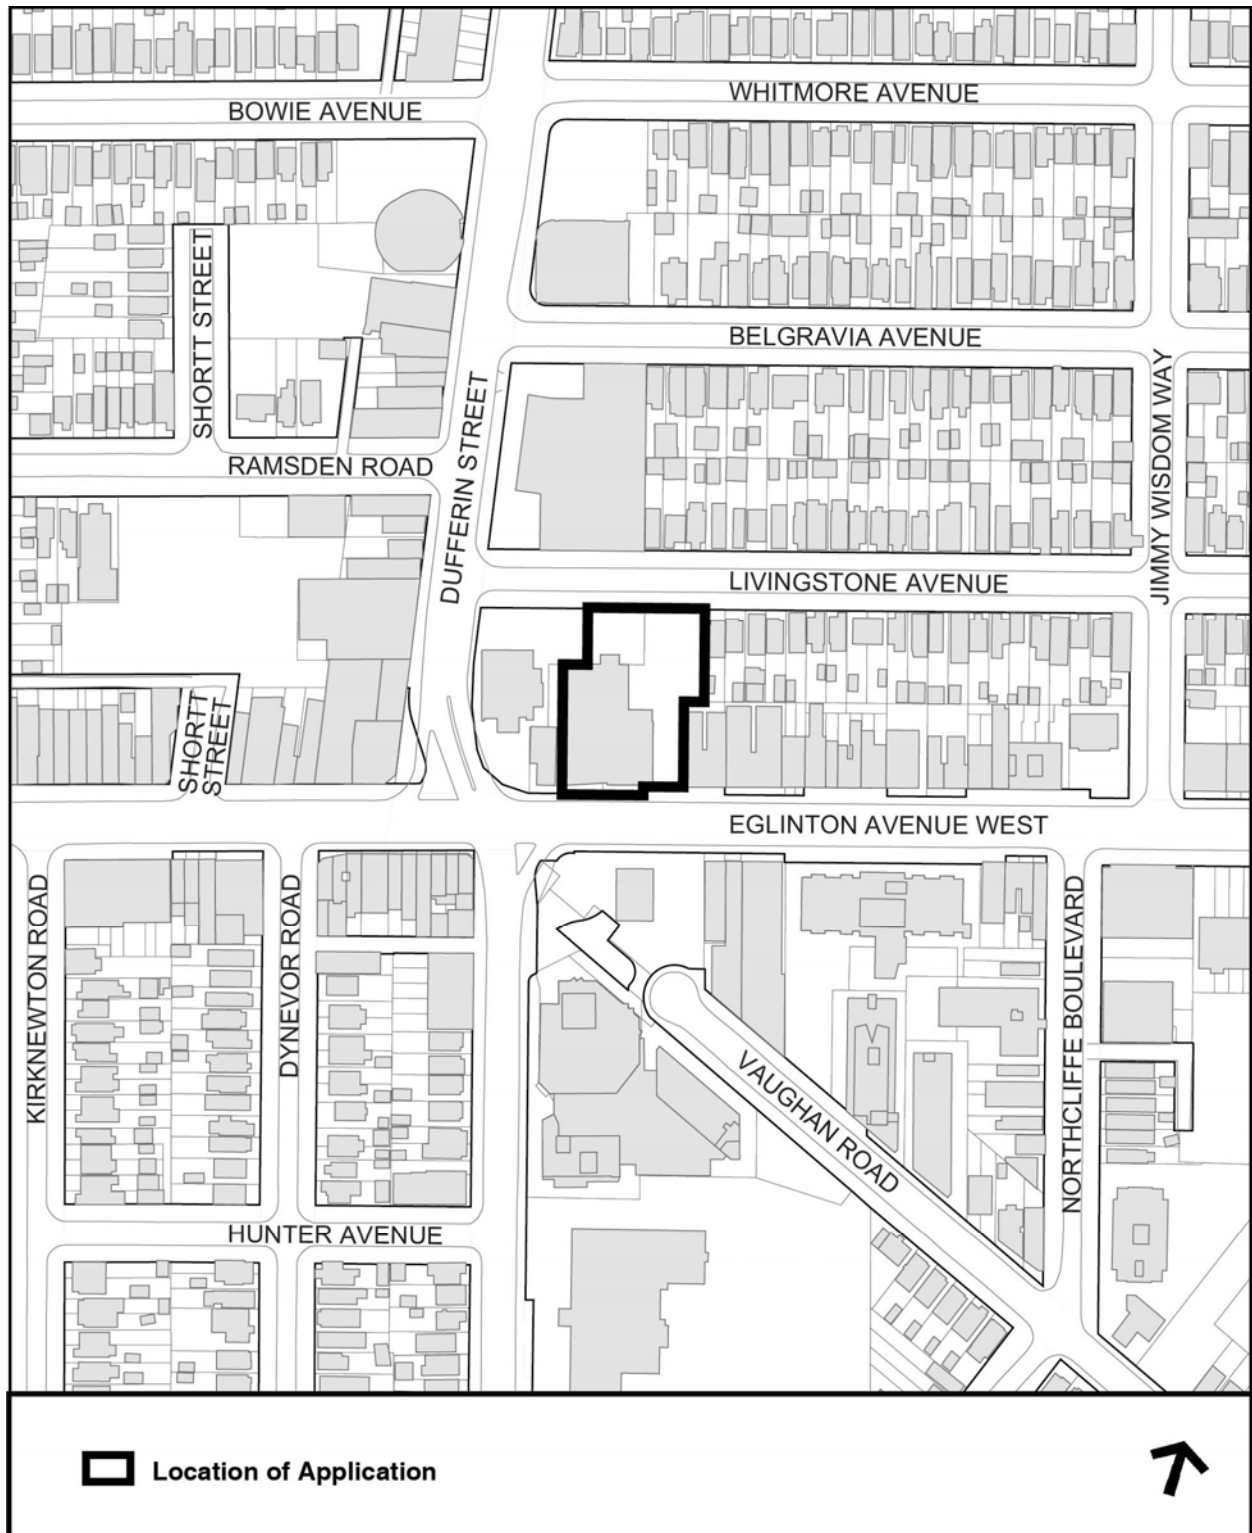 WHITMORE AVENUE
BOWIE AVENUE
SHORTT STREET
BELGRAVIA AVENUE
JIMMY WISDOM WAY
DUFFERIN STREET
RAMSDEN ROAD
LIVINGSTONE AVENUE
SHORTT
STREET
EGLINTON AVENUE WEST
KIRKNEWTON ROAD
DYNEVOR ROAD
NORTHCLIFFE BOULEVARD
VAUGHAN ROAD
HUNTER AVENUE
Location of Application